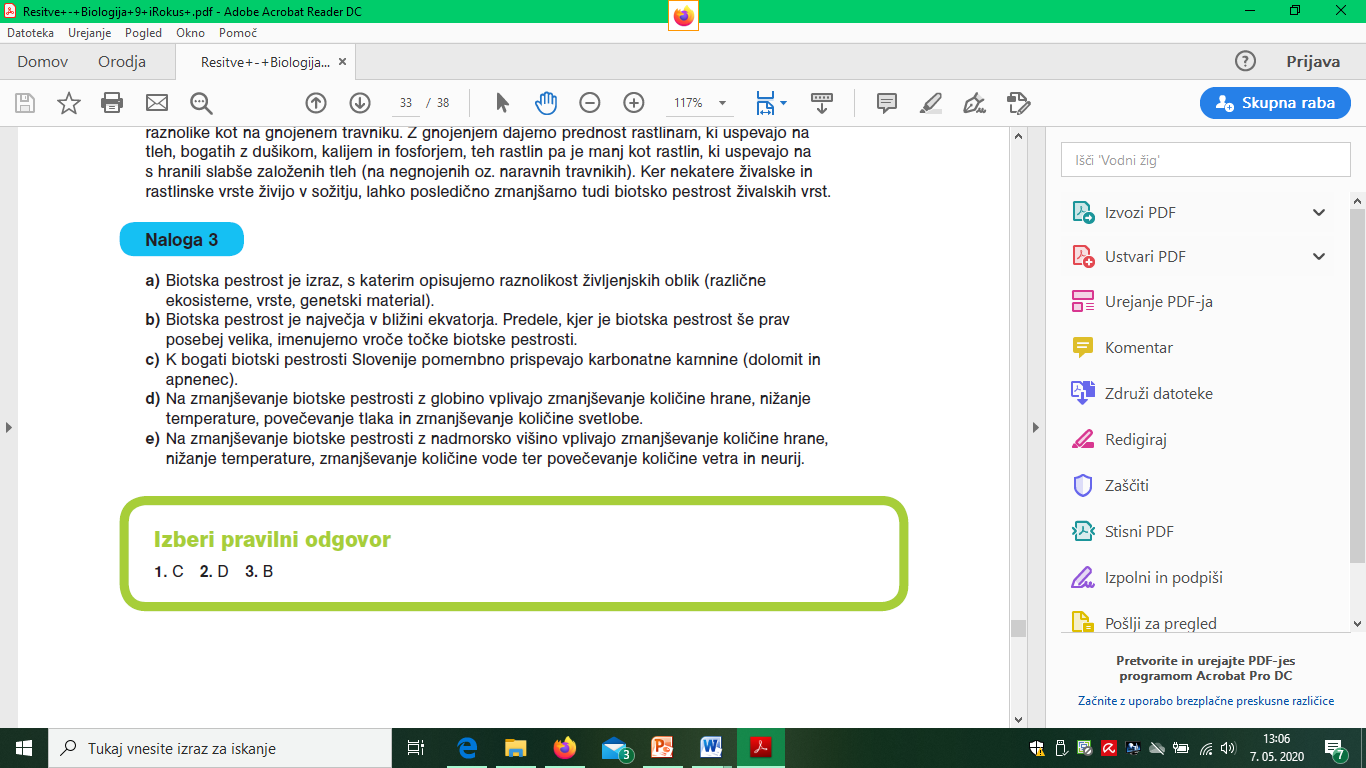 Resitve+-+Biologija+9+iRokus+.pdf - Adobe Acrobat Reader DC
Datoteka Urejanje Pogled Okno Pomoč
Domov Orodja Resitve+-+Biologija... × Prijava
33 / 38 117% Skupna raba
raznolike kot na gnojenem travniku. Z gnojenjem dajemo prednost rastlinam, ki uspevajo na
tleh, bogatih z dušikom, kalijem in fosforjem, teh rastlin pa je manj kot rastlin, ki uspevajo na
s hranili slabše založenih tleh (na negnojenih oz. naravnih travnikih). Ker nekatere živalske in
rastlinske vrste živijo v sožitju, lahko posledično zmanjšamo tudi biotsko pestrost živalskih vrst.
Naloga 3
a) Biotska pestrost je izraz, s katerim opisujemo raznolikost življenjskih oblik (različne
ekosisteme, vrste, genetski material).
b) Biotska pestrost je največja v bližini ekvatorja. Predele, kjer je biotska pestrost še prav
posebej velika, imenujemo vroče točke biotske pestrosti.
c) K bogati biotski pestrosti Slovenije pomembno prispevajo karbonatne kamnine (dolomit in
apnenec).
d) Na zmanjševanje biotske pestrosti z globino vplivajo zmanjševanje količine hrane, nižanje
temperature, povečevanje tlaka in zmanjševanje količine svetlobe.
e) Na zmanjševanje biotske pestrosti z nadmorsko višino vplivajo zmanjševanje količine hrane,
nižanje temperature, zmanjševanje količine vode ter povečevanje količine vetra in neurij.
Izberi pravilni odgovor
1. C 2. D 3. B
Išči 'Vodni žig'
Izvozi PDF
Ustvari PDF
Urejanje PDF-ja
Komentar
Združi datoteke
Redigiraj
Zaščiti
Stisni PDF
Izpolni in podpiši
Pošlji za pregled
Pretvorite in urejajte PDF-jes
programom Acrobat Pro DC
Začnite z uporabo brezplačne preskusne različice
Tukaj vnesite izraz za iskanje
3
13:06
7. 05. 2020
7